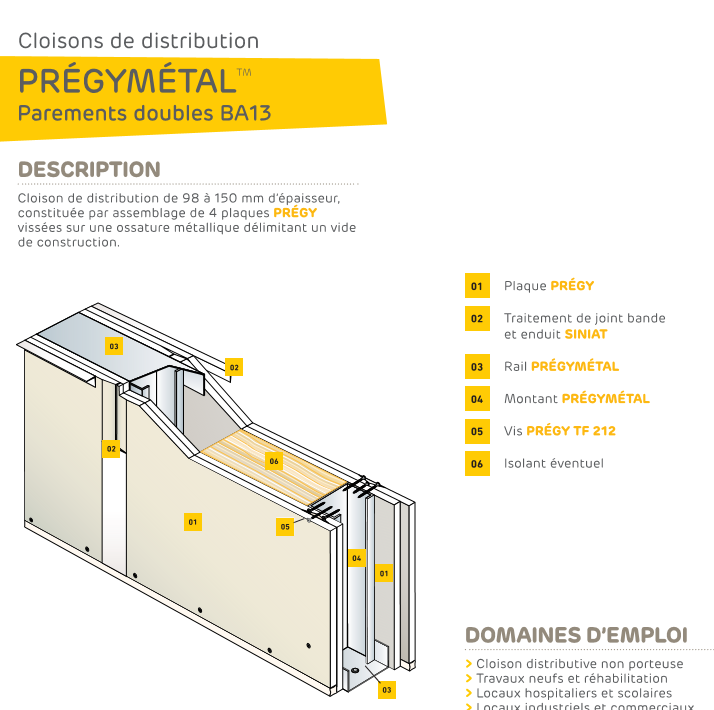 Cloisons de distribution
PRÉGYMÉTAL™
Parements doubles BA13
DESCRIPTION
Cloison de distribution de 98 à 150 mm d'épaisseur,
constituée par assemblage de 4 plaques PRÉGY
vissées sur une ossature métallique délimitant un vide
de construction.
01 Plaque PRÉGY
02 Traitement de joint bande
et enduit SINIAT
03 Rail PRÉGYMÉTAL
04 Montant PRÉGYMÉTAL
05 Vis PRÉGY TF 212
06 Isolant éventuel
03
02
02
06
01
05
04
01
03
DOMAINES D'EMPLOI
> Cloison distributive non porteuse
> Travaux neufs et réhabilitation
> Locaux hospitaliers et scolaires
> Locaux industriels et commerciaux